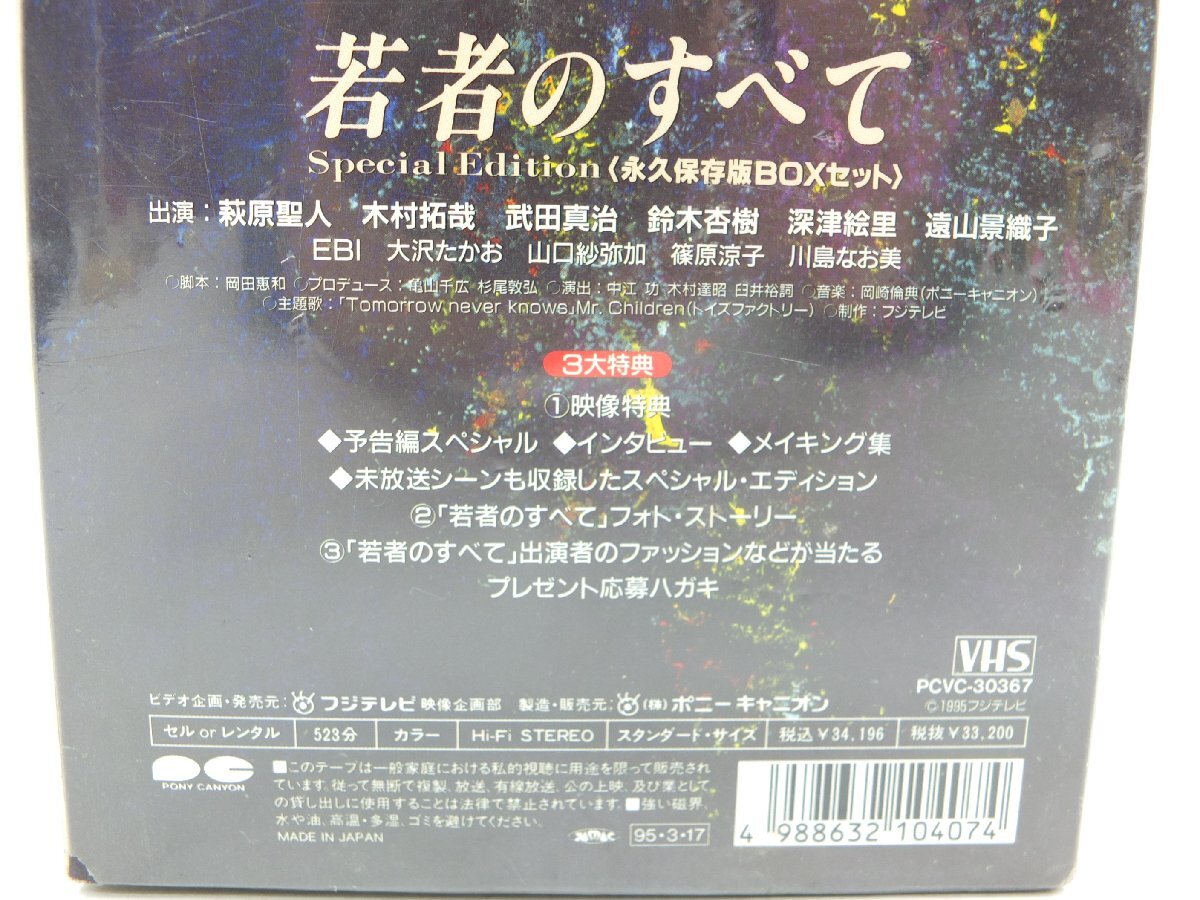 若者のすべて
Special Edition〈永久保存版BOXセット〉
出演：萩原聖人 木村拓哉 武田真治 鈴木杏樹 深津絵里 遠山景織子
EBI 大沢たかお 山口紗弥加 篠原涼子 川島なお美
○脚本：岡田惠和 ○プロデュース：亀山千広 杉尾敦弘 ○演出：中江 功 木村達昭 臼井裕詞 ○音楽：岡崎倫典（ポニーキャニオン）
○主題歌：「Tomorrow never knows」Mr. Children（トイズファクトリー） ○制作：フジテレビ
3大特典
①映像特典
◆予告編スペシャル ◆インタビュー ◆メイキング集
◆未放送シーンも収録したスペシャル・エディション
②「若者のすべて」フォト・ストーリー
③「若者のすべて」出演者のファッションなどが当たる
プレゼント応募ハガキ
VHS
PCVC-30367
©1995フジテレビ
ビデオ企画・発売元：フジテレビ 映像企画部 製造・販売元：（株）ポニーキャニオン
セル or レンタル 523分 カラー Hi-Fi STEREO スタンダード・サイズ 税込￥34,196 税抜￥33,200
PONY CANYON
■このテープは一般家庭における私的視聴に用途を限って販売され
ています。従って無断で複製、放送、有線放送、公の上映、及び業として
の貸し出しに使用することは法律で禁止されています。■強い磁界、
水や油、高温・多湿、ゴミを避けてください。
MADE IN JAPAN
95・3・17
4 988632 104074